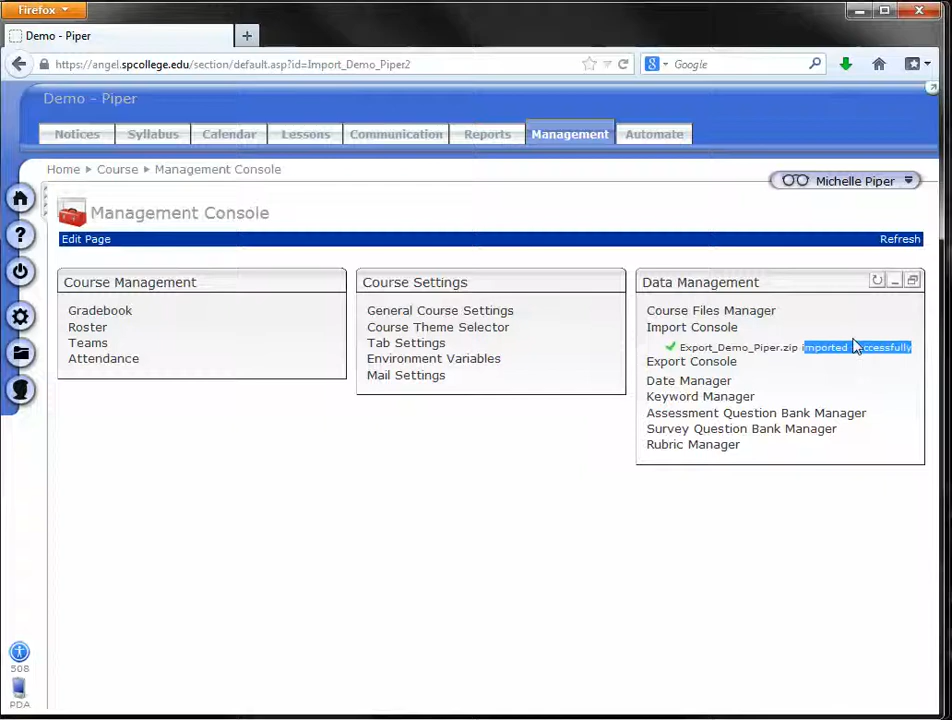 Firefox
Demo - Piper
https://angel.spcollege.edu/section/default.asp?id=Import_Demo_Piper2
Google
Demo - Piper
Notices Syllabus Calendar Lessons Communication Reports Management Automate
Home Course Management Console
Michelle Piper
Management Console
Edit Page Refresh
Course Management
Gradebook
Roster
Teams
Attendance
Course Settings
General Course Settings
Course Theme Selector
Tab Settings
Environment Variables
Mail Settings
Data Management
Course Files Manager
Import Console
Export_Demo_Piper.zip imported successfully
Export Console
Date Manager
Keyword Manager
Assessment Question Bank Manager
Survey Question Bank Manager
Rubric Manager
508
PDA